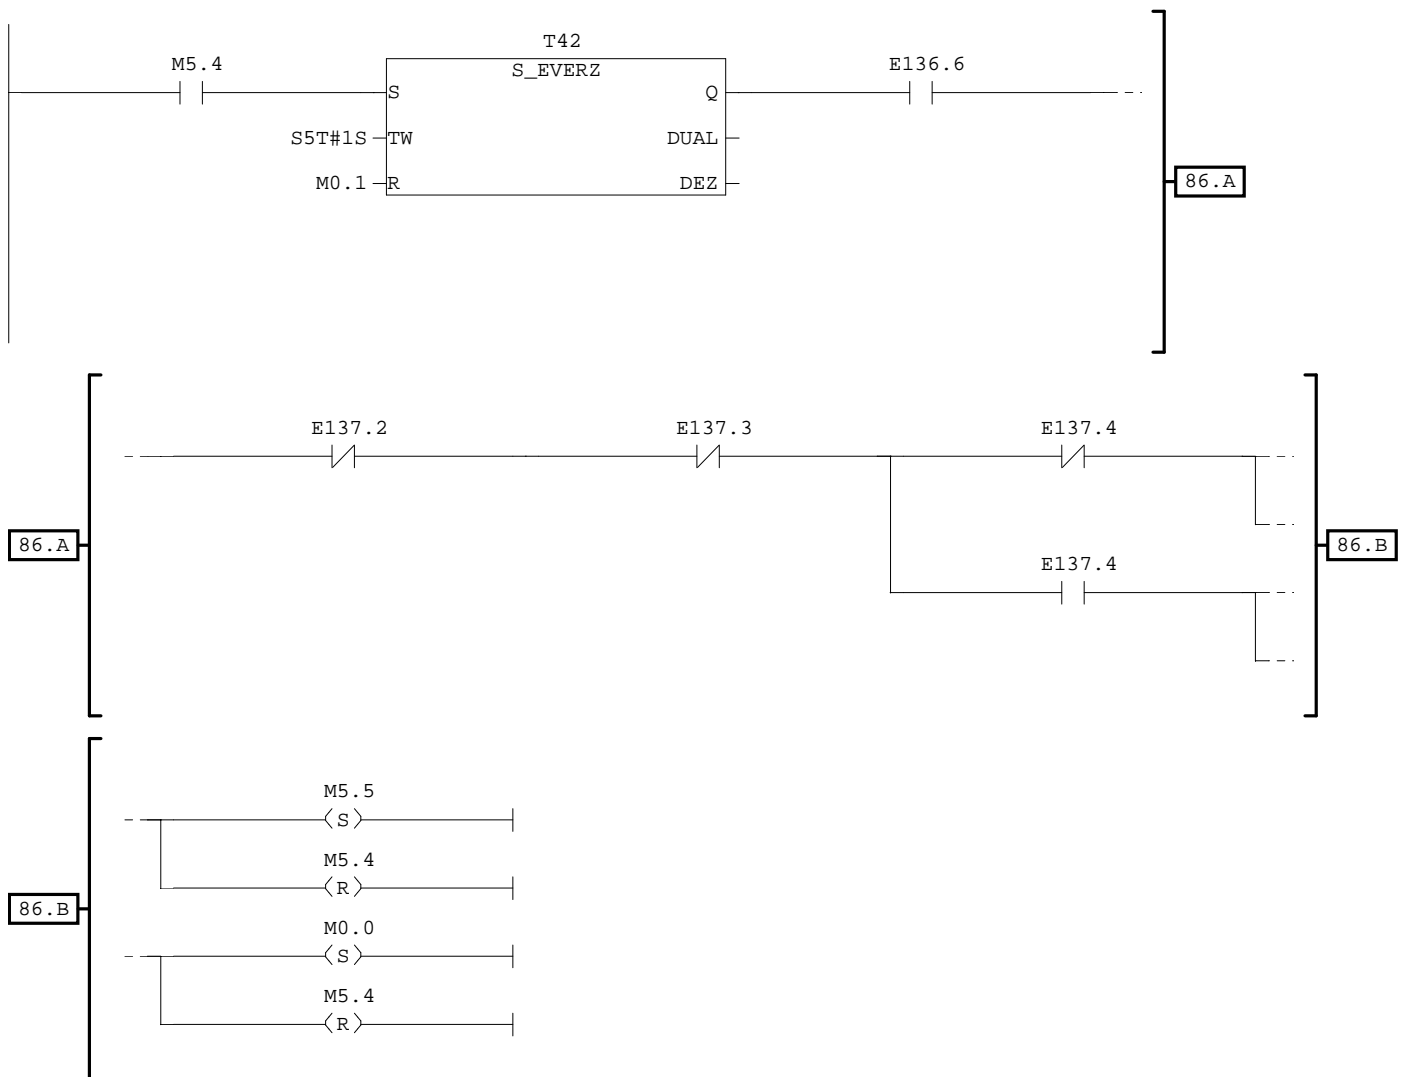 T42
M5.4
S_EVERZ
E136.6
S
Q
S5T#1S
TW
DUAL
M0.1
R
DEZ
86.A
E137.2
E137.3
E137.4
86.A
86.B
E137.4
M5.5
S
M5.4
R
86.B
M0.0
S
M5.4
R